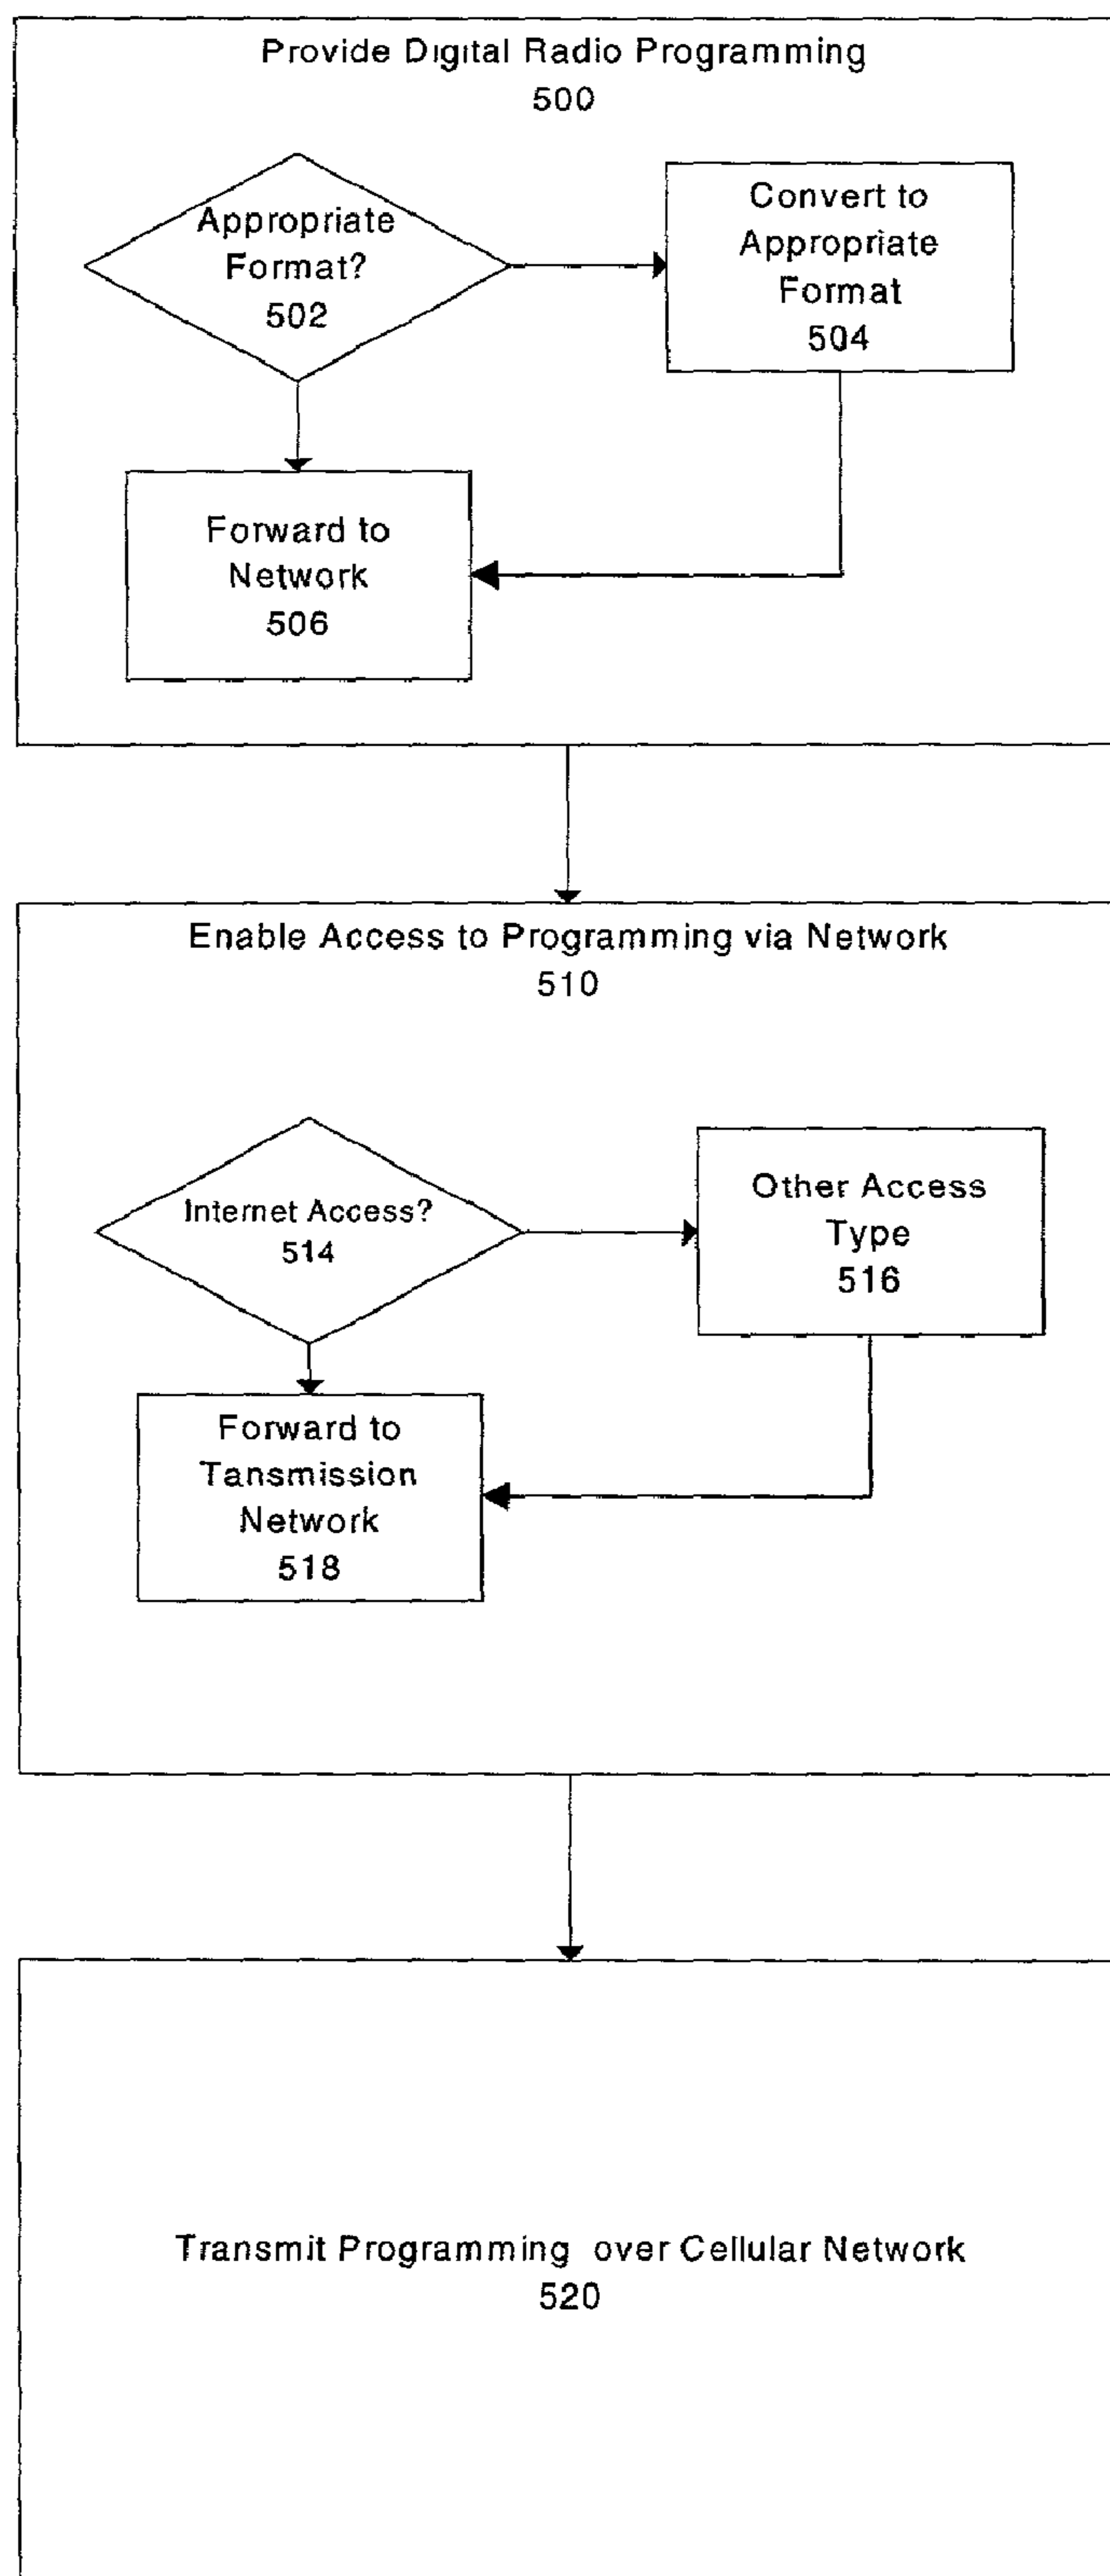 Provide Digital Radio Programming
500
Appropriate
Format?
502
Convert to
Appropriate
Format
504
Forward to
Network
506
Enable Access to Programming via Network
510
Internet Access?
514
Other Access
Type
516
Forward to
Tansmission
Network
518
Transmit Programming over Cellular Network
520